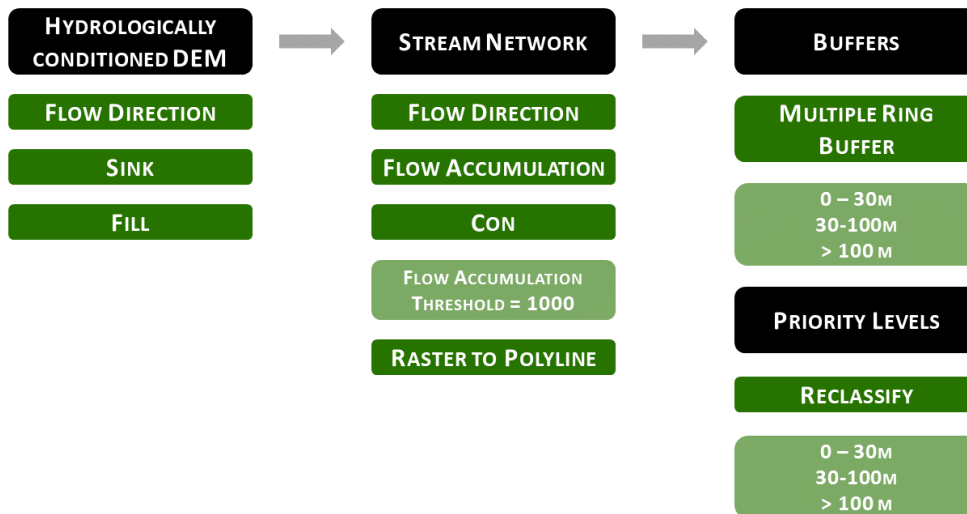 HYDROLOGICALLY
CONDITIONED DEM
FLOW DIRECTION
SINK
FILL
STREAM NETWORK
FLOW DIRECTION
FLOW ACCUMULATION
CON
FLOW ACCUMULATION
THRESHOLD = 1000
RASTER TO POLYLINE
BUFFERS
MULTIPLE RING
BUFFER
0 – 30M
30-100M
> 100 M
PRIORITY LEVELS
RECLASSIFY
0 – 30M
30-100M
> 100 M